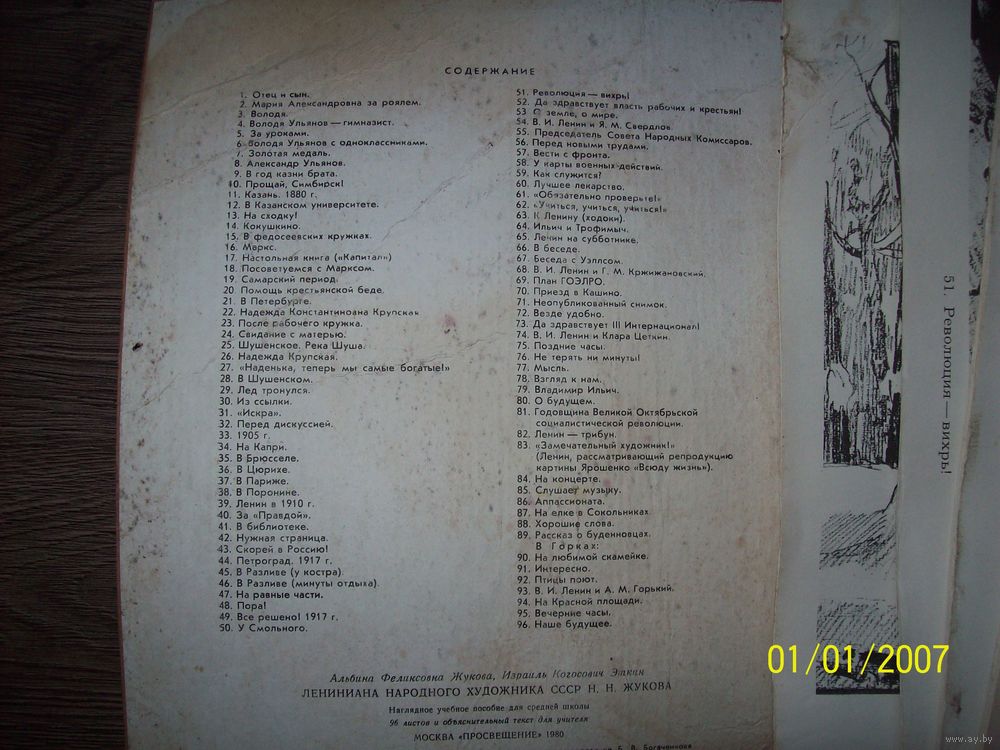 СОДЕРЖАНИЕ
1. Отец и сын.
2. Мария Александровна за роялем.
3. Володя.
4. Володя Ульянов — гимназист.
5. За уроками.
6. Володя Ульянов с одноклассниками.
7. Золотая медаль.
8. Александр Ульянов.
9. В год казни брата.
10. Прощай, Симбирск!
11. Казань. 1880 г.
12. В Казанском университете.
13. На сходку!
14. Кокушкино.
15. В федосеевских кружках.
16. Маркс.
17. Настольная книга («Капитал»)
18. Посоветуемся с Марксом.
19. Самарский период.
20. Помощь крестьянской беде.
21. В Петербурге.
22. Надежда Константиновна Крупская
23. После рабочего кружка.
24. Свидание с матерью.
25. Шушенское. Река Шуша.
26. Надежда Крупская.
27. «Наденька, теперь мы самые богатые!»
28. В Шушенском.
29. Лед тронулся.
30. Из ссылки.
31. «Искра».
32. Перед дискуссией.
33. 1905 г.
34. На Капри.
35. В Брюсселе.
36. В Цюрихе.
37. В Париже.
38. В Поронине.
39. Ленин в 1910 г.
40. За «Правдой».
41. В библиотеке.
42. Нужная страница.
43. Скорей в Россию!
44. Петроград. 1917 г.
45. В Разливе (у костра).
46. В Разливе (минуты отдыха).
47. На равные части.
48. Пора!
49. Все решено! 1917 г.
50. У Смольного.
51. Революция — вихрь!
52. Да здравствует власть рабочих и крестьян!
53. О земле, о мире.
54. В. И. Ленин и Я. М. Свердлов.
55. Председатель Совета Народных Комиссаров.
56. Перед новыми трудами.
57. Вести с фронта.
58. У карты военных действий.
59. Как служится?
60. Лучшее лекарство.
61. «Обязательно проверьте!»
62. «Учиться, учиться, учиться!»
63. К Ленину (ходоки).
64. Ильич и Трофимыч.
65. Ленин на субботнике.
66. В беседе.
67. Беседа с Уэллсом.
68. В. И. Ленин и Г. М. Кржижановский.
69. План ГОЭЛРО.
70. Приезд в Кашино.
71. Неопубликованный снимок.
72. Везде удобно.
73. Да здравствует III Интернационал!
74. В. И. Ленин и Клара Цеткин.
75. Поздние часы.
76. Не терять ни минуты!
77. Мысль.
78. Взгляд к нам.
79. Владимир Ильич.
80. О будущем.
81. Годовщина Великой Октябрьской
социалистической революции.
82. Ленин — трибун.
83. «Замечательный художник!»
(Ленин, рассматривающий репродукцию
картины Ярошенко «Всюду жизнь»).
84. На концерте.
85. Слушает музыку.
86. Аппассионата.
87. На елке в Сокольниках.
88. Хорошие слова.
89. Рассказ о буденновцах.
В Горках:
90. На любимой скамейке.
91. Интересно.
92. Птицы поют.
93. В. И. Ленин и А. М. Горький.
94. На Красной площади.
95. Вечерние часы.
96. Наше будущее.
Альбина Феликсовна Жукова, Израиль Когосович Эткин
ЛЕНИНИАНА НАРОДНОГО ХУДОЖНИКА СССР Н. Н. ЖУКОВА
Наглядное учебное пособие для средней школы
96 листов и объяснительный текст для учителя
МОСКВА «ПРОСВЕЩЕНИЕ» 1980
Б. В. Богаченкова
51. Революция — вихрь!
01/01/2007
www.ay.by